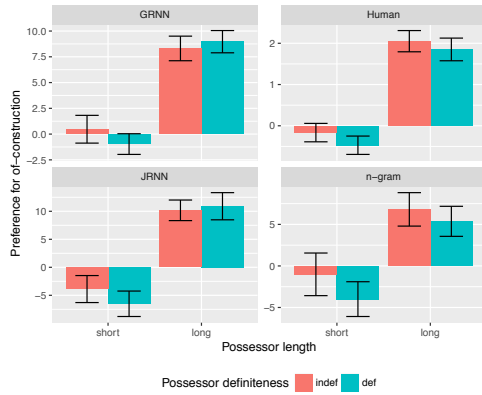 GRNN
Human
10.0
7.5
5.0
2.5
0.0
−2.5
2
1
0
JRNN
n−gram
10
5
0
−5
5
0
−5
short
long
short
long
Preference for of−construction
Possessor length
Possessor definiteness indef def